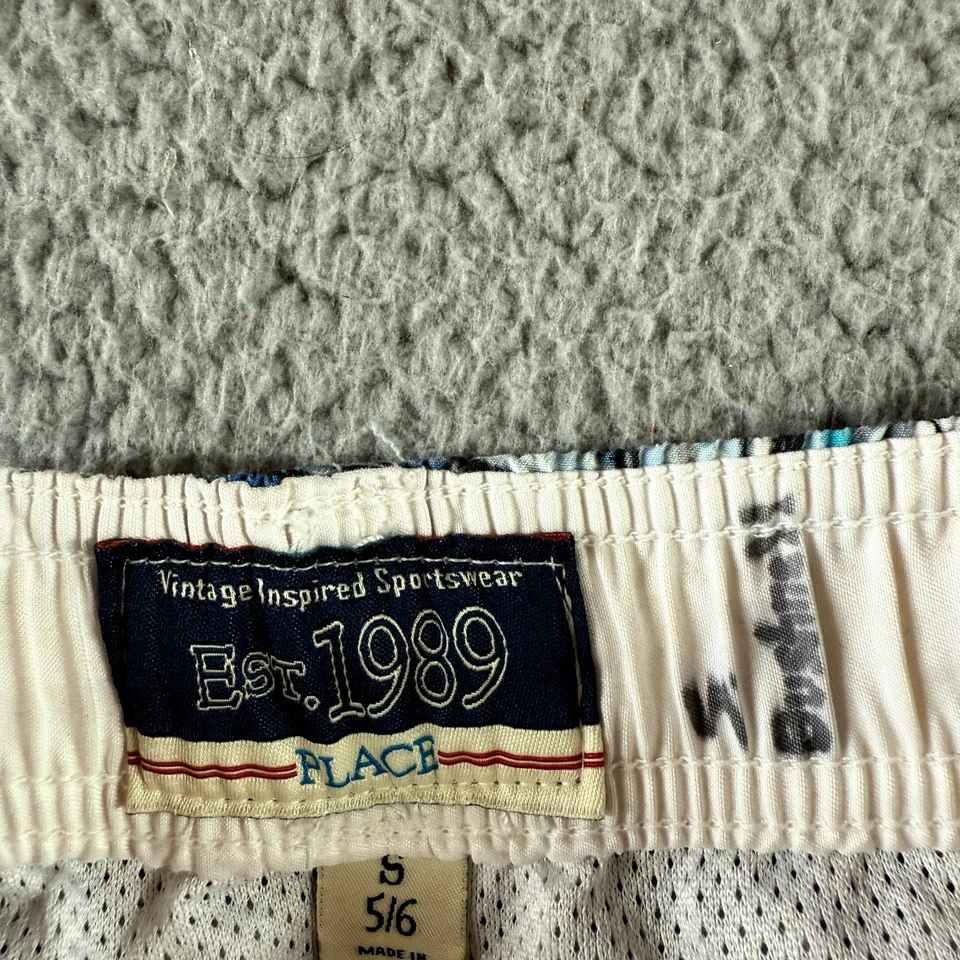 Vintage Inspired Sportswear
EST. 1989
PLACE
S
5/6
MADE IN
W